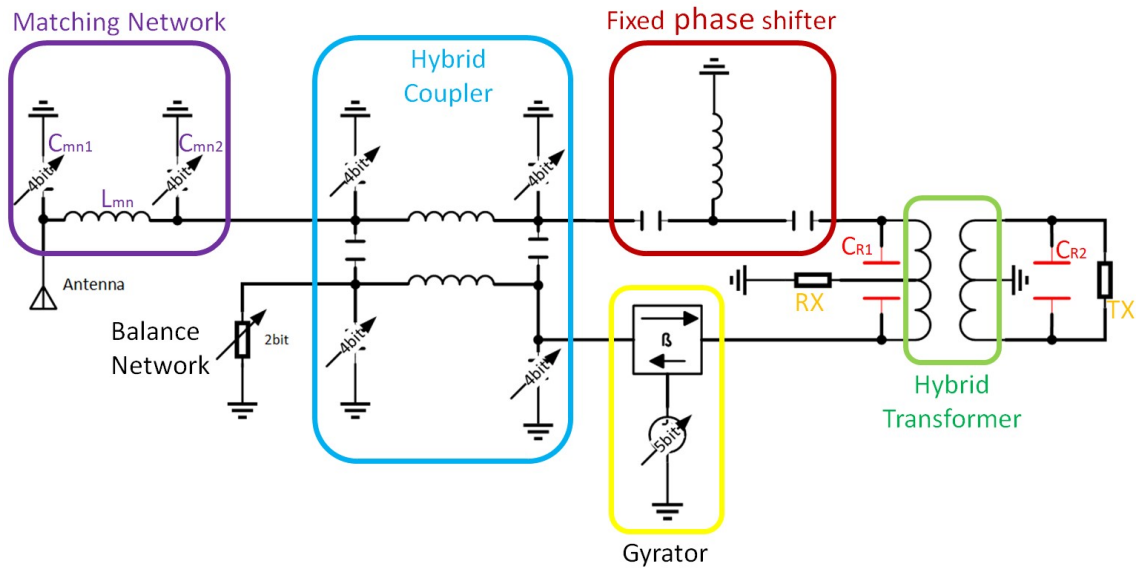 Matching Network
Fixed phase shifter
Hybrid
Coupler
Cmn1
Cmn2
4bit
4bit
4bit
4bit
Lmn
Antenna
CR1
CR2
RX
TX
Balance
Network
2bit
4bit
4bit
ß
5bit
Hybrid
Transformer
Gyrator